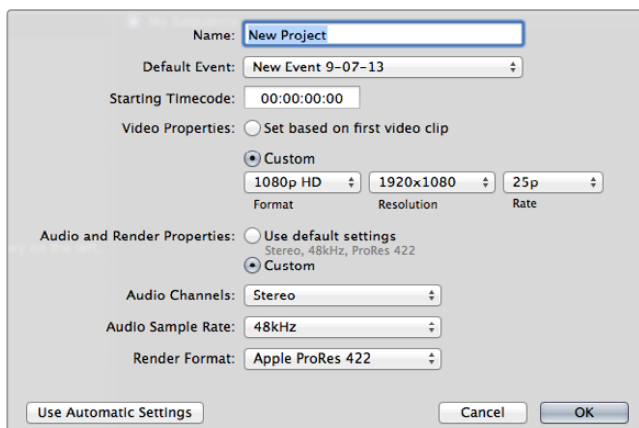 Name: New Project
Default Event: New Event 9-07-13
Starting Timecode: 00:00:00:00
Video Properties: Set based on first video clip
Custom
1080p HD 1920x1080 25p
Format Resolution Rate
Audio and Render Properties: Use default settings
Stereo, 48kHz, ProRes 422
Custom
Audio Channels: Stereo
Audio Sample Rate: 48kHz
Render Format: Apple ProRes 422
Use Automatic Settings Cancel OK